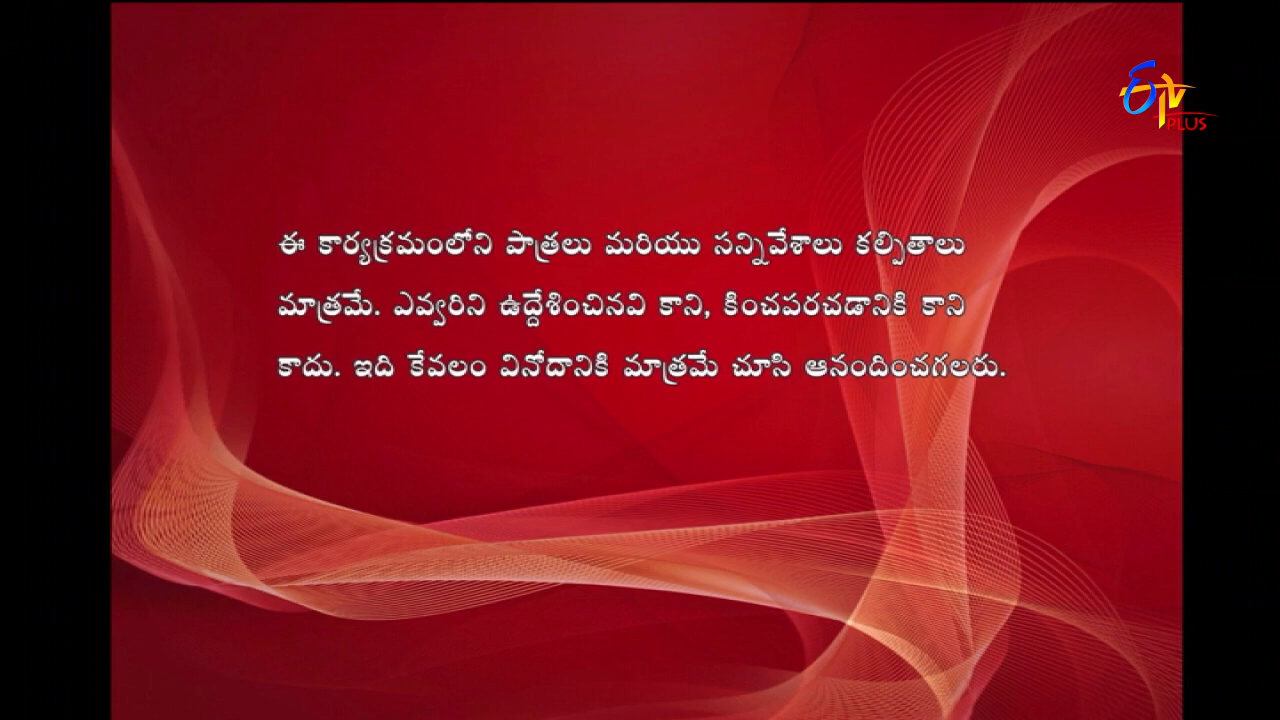 ETV
PLUS
ఈ కార్యక్రమంలోని పాత్రలు మరియు సన్నివేశాలు కల్పితాలు
మాత్రమే. ఎవ్వరిని ఉద్దేశించినవి కాని, కించపరచడానికి కాని
కాదు. ఇది కేవలం వినోదానికి మాత్రమే చూసి ఆనందించగలరు.